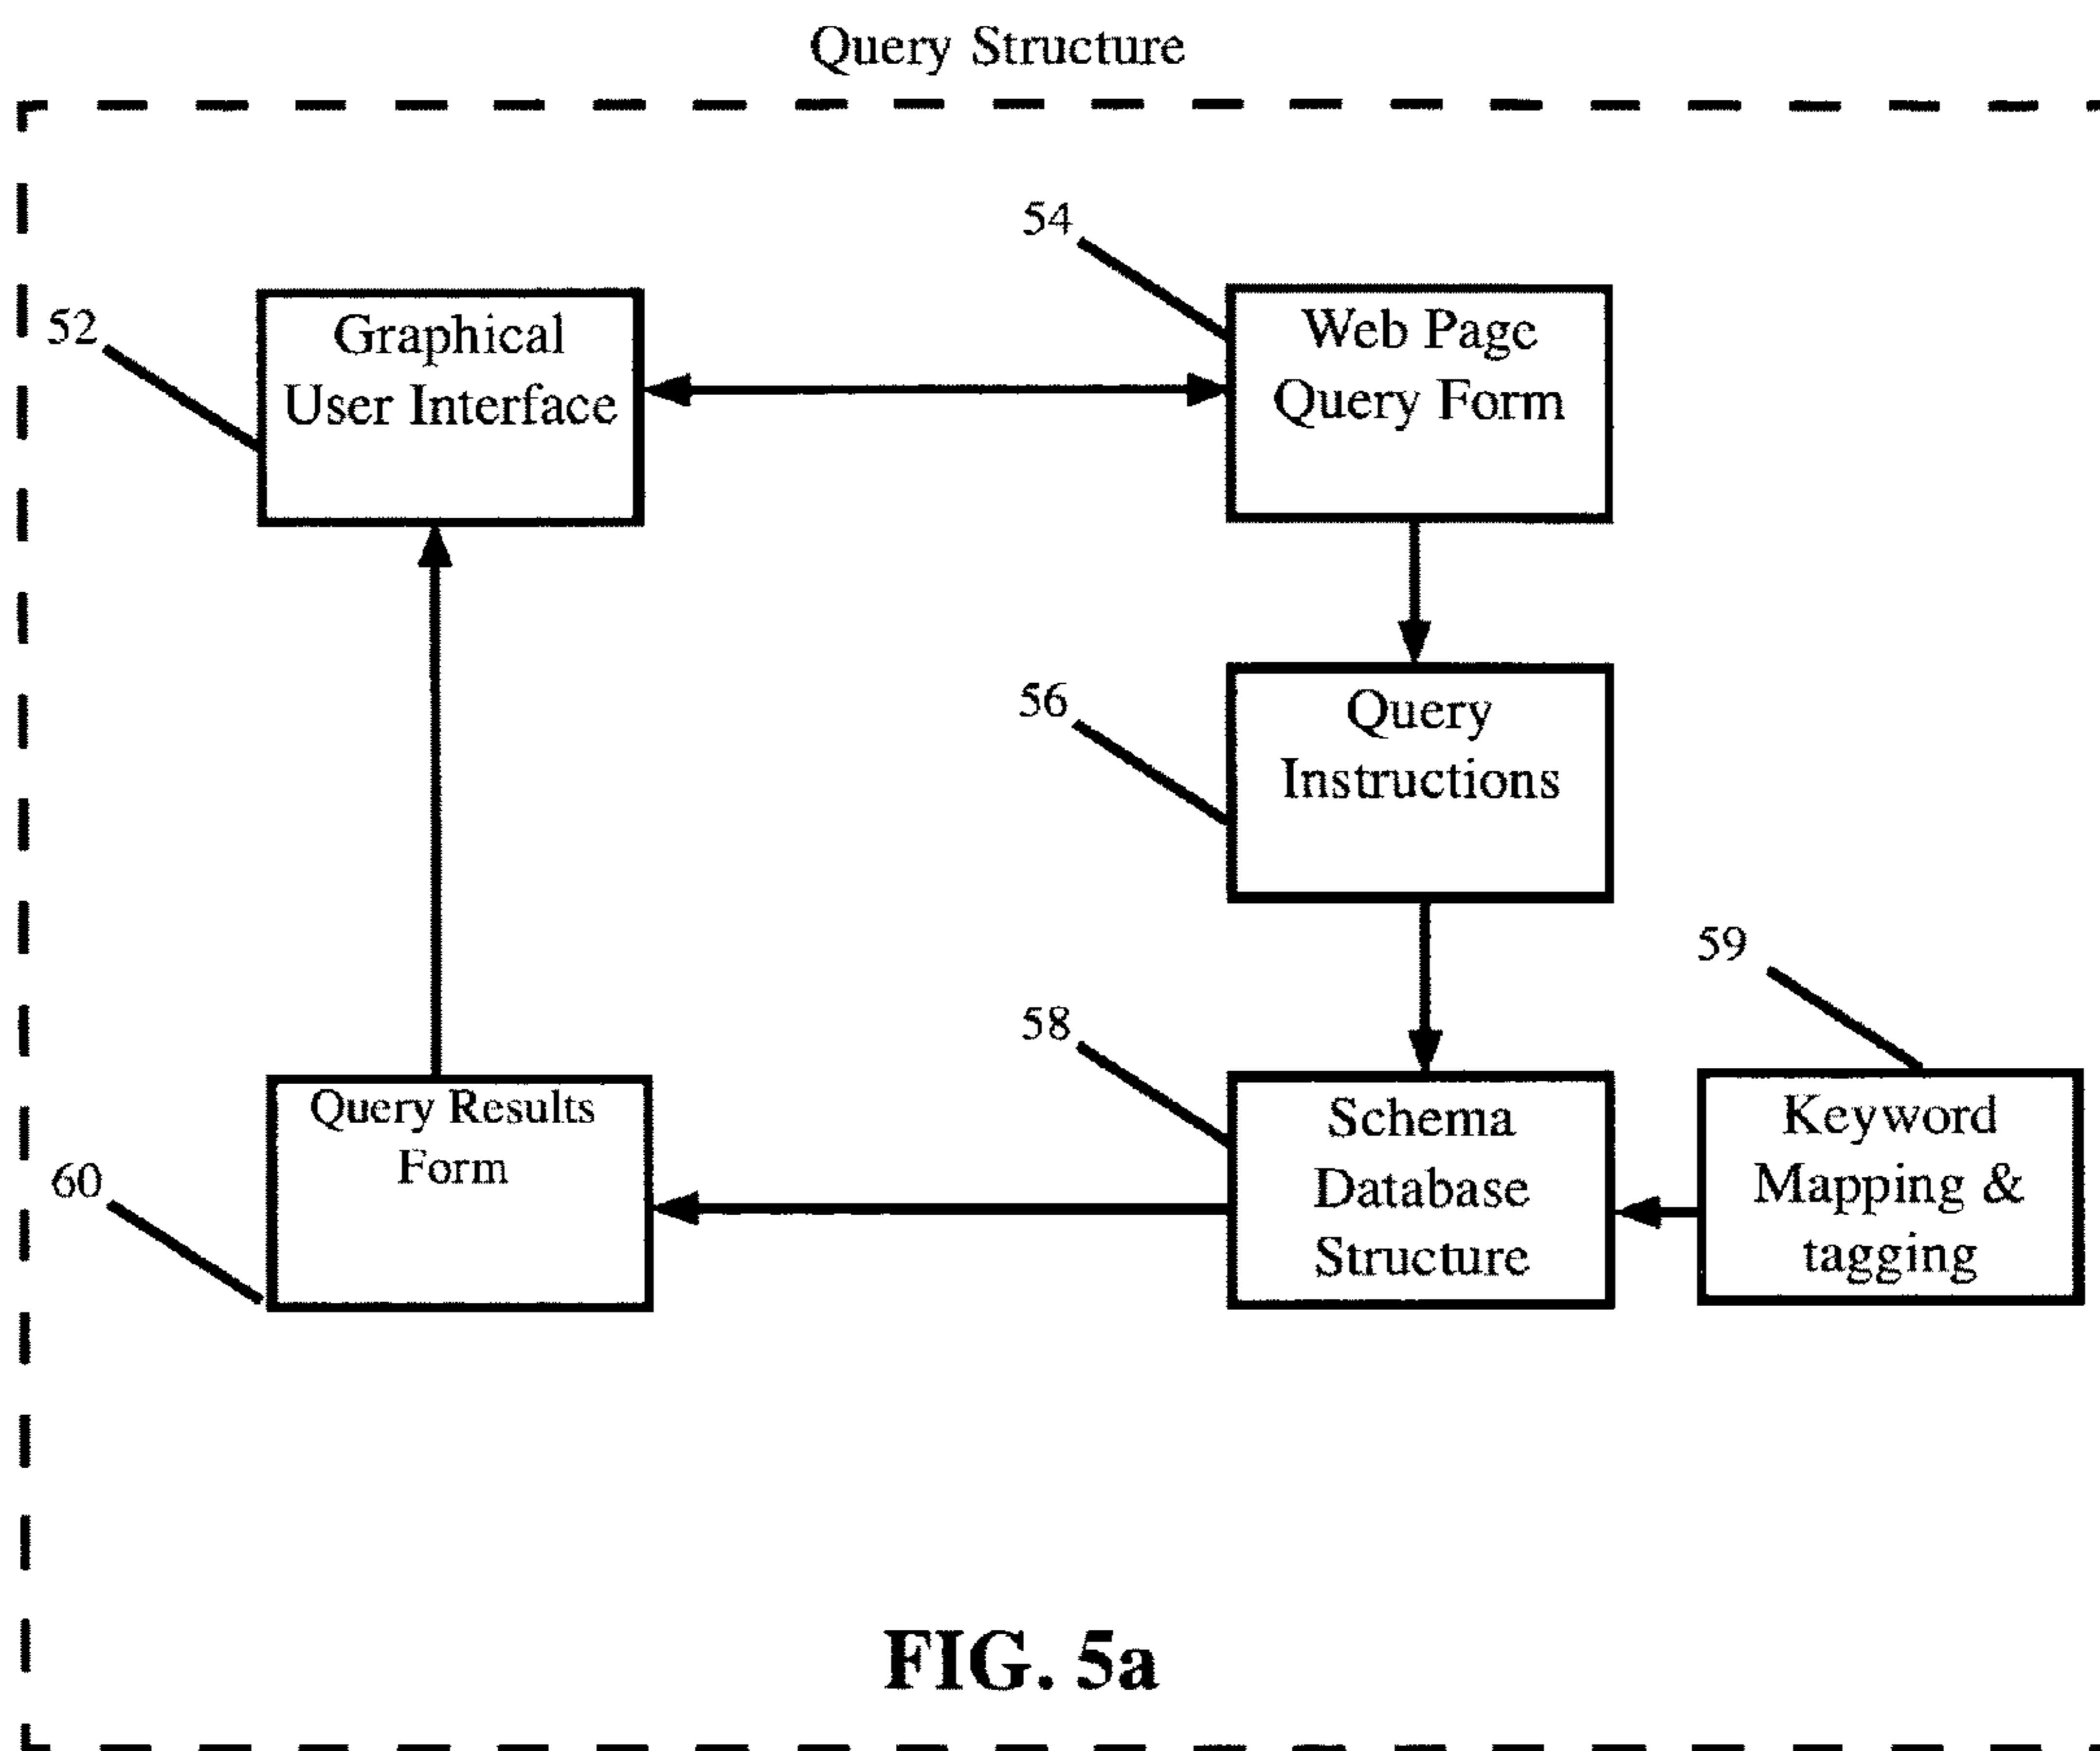 Query Structure
54
52
Graphical
User Interface
Web Page
Query Form
56
Query
Instructions
59
58
Query Results
Form
60
Schema
Database
Structure
Keyword
Mapping &
tagging
FIG. 5a